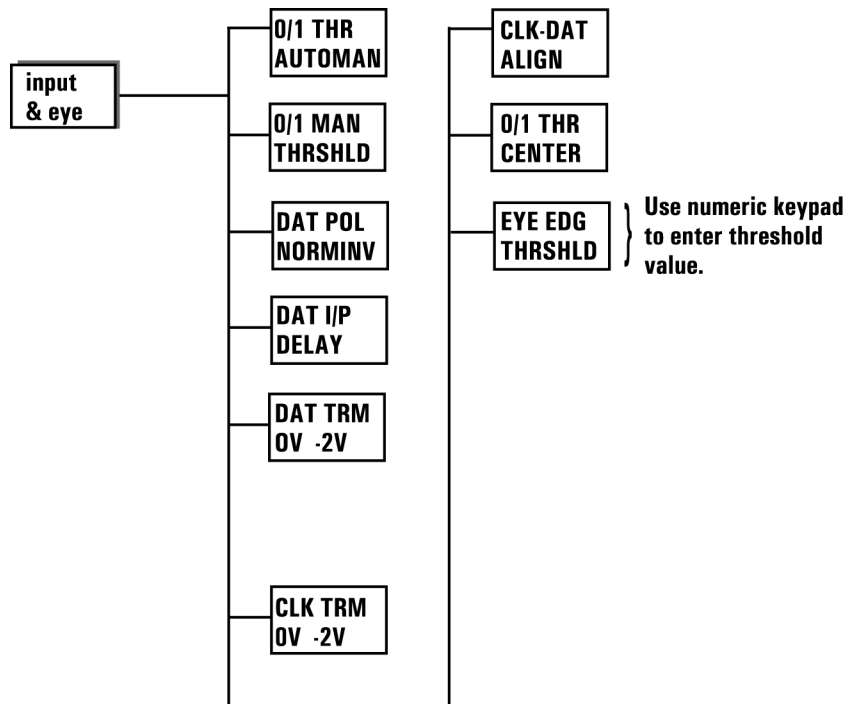 input
& eye
0/1 THR
AUTOMAN
0/1 MAN
THRSHLD
DAT POL
NORMINV
DAT I/P
DELAY
DAT TRM
0V -2V
CLK TRM
0V -2V
CLK-DAT
ALIGN
0/1 THR
CENTER
EYE EDG
THRSHLD
Use numeric keypad
to enter threshold
value.